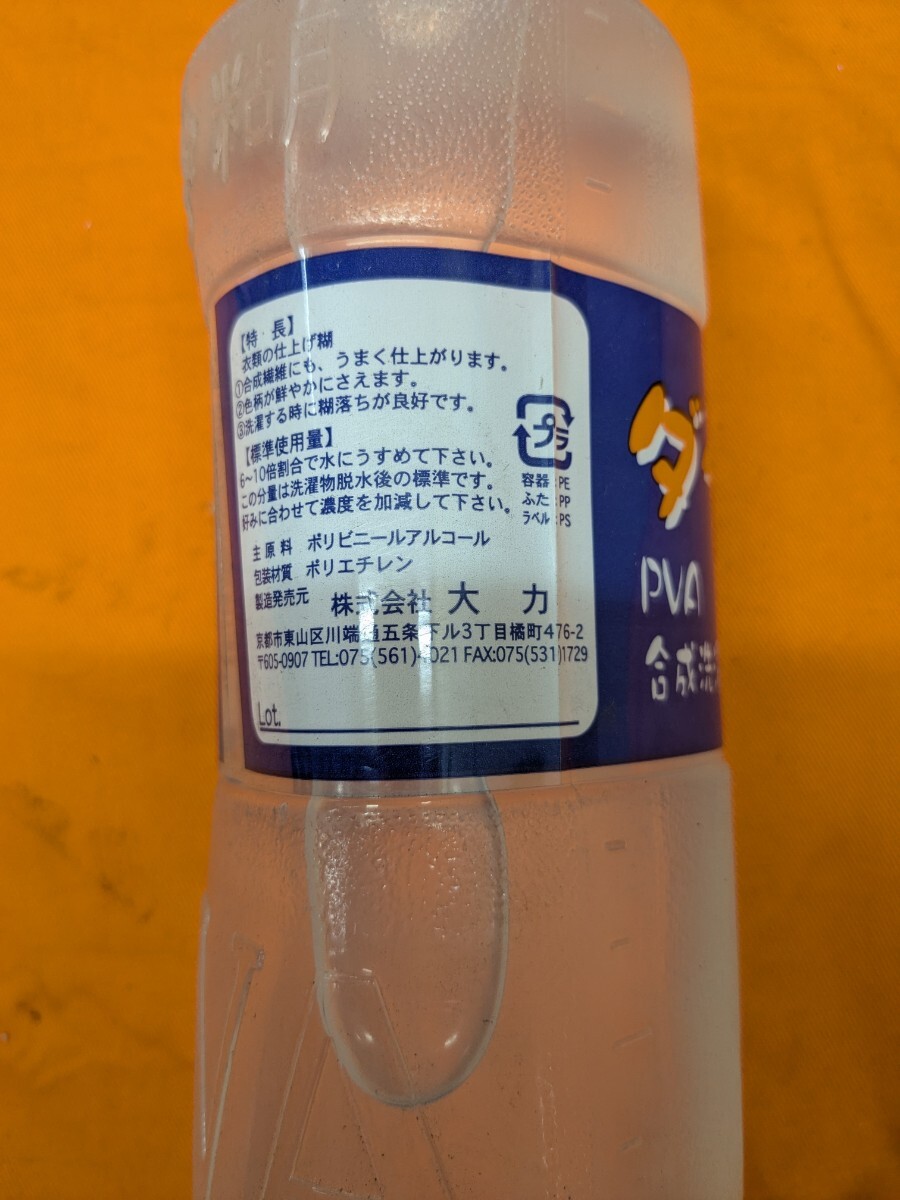 糊用
【特・長】
衣類の仕上げ糊
①合成繊維にも、うまく仕上がります。
②色柄が鮮やかにさえます。
③洗濯する時に糊落ちが良好です。
【標準使用量】
6〜10倍割合で水にうすめて下さい。
この分量は洗濯物脱水後の標準です。
好みに合わせて濃度を加減して下さい。
プラ
容器:PE
ふた:PP
ラベル:PS
主原料 ポリビニールアルコール
包装材質 ポリエチレン
製造発売元 株式会社 大力
京都市東山区川端通五条下ル3丁目橘町476-2
〒605-0907 TEL:075(561)4021 FAX:075(531)1729
Lot.
ダ
PVA
合成洗